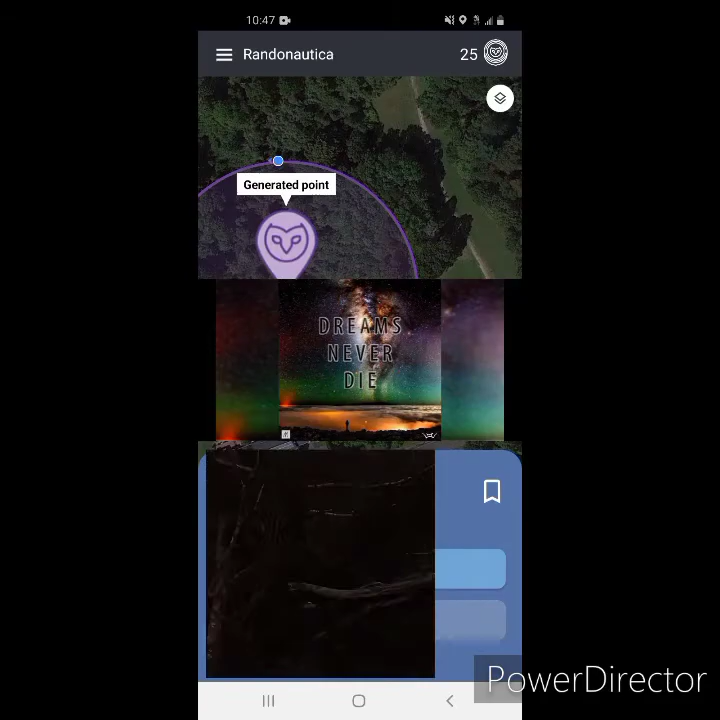 10:47
Randonautica
25
Generated point
DREAMS
NEVER
DIE
PowerDirector